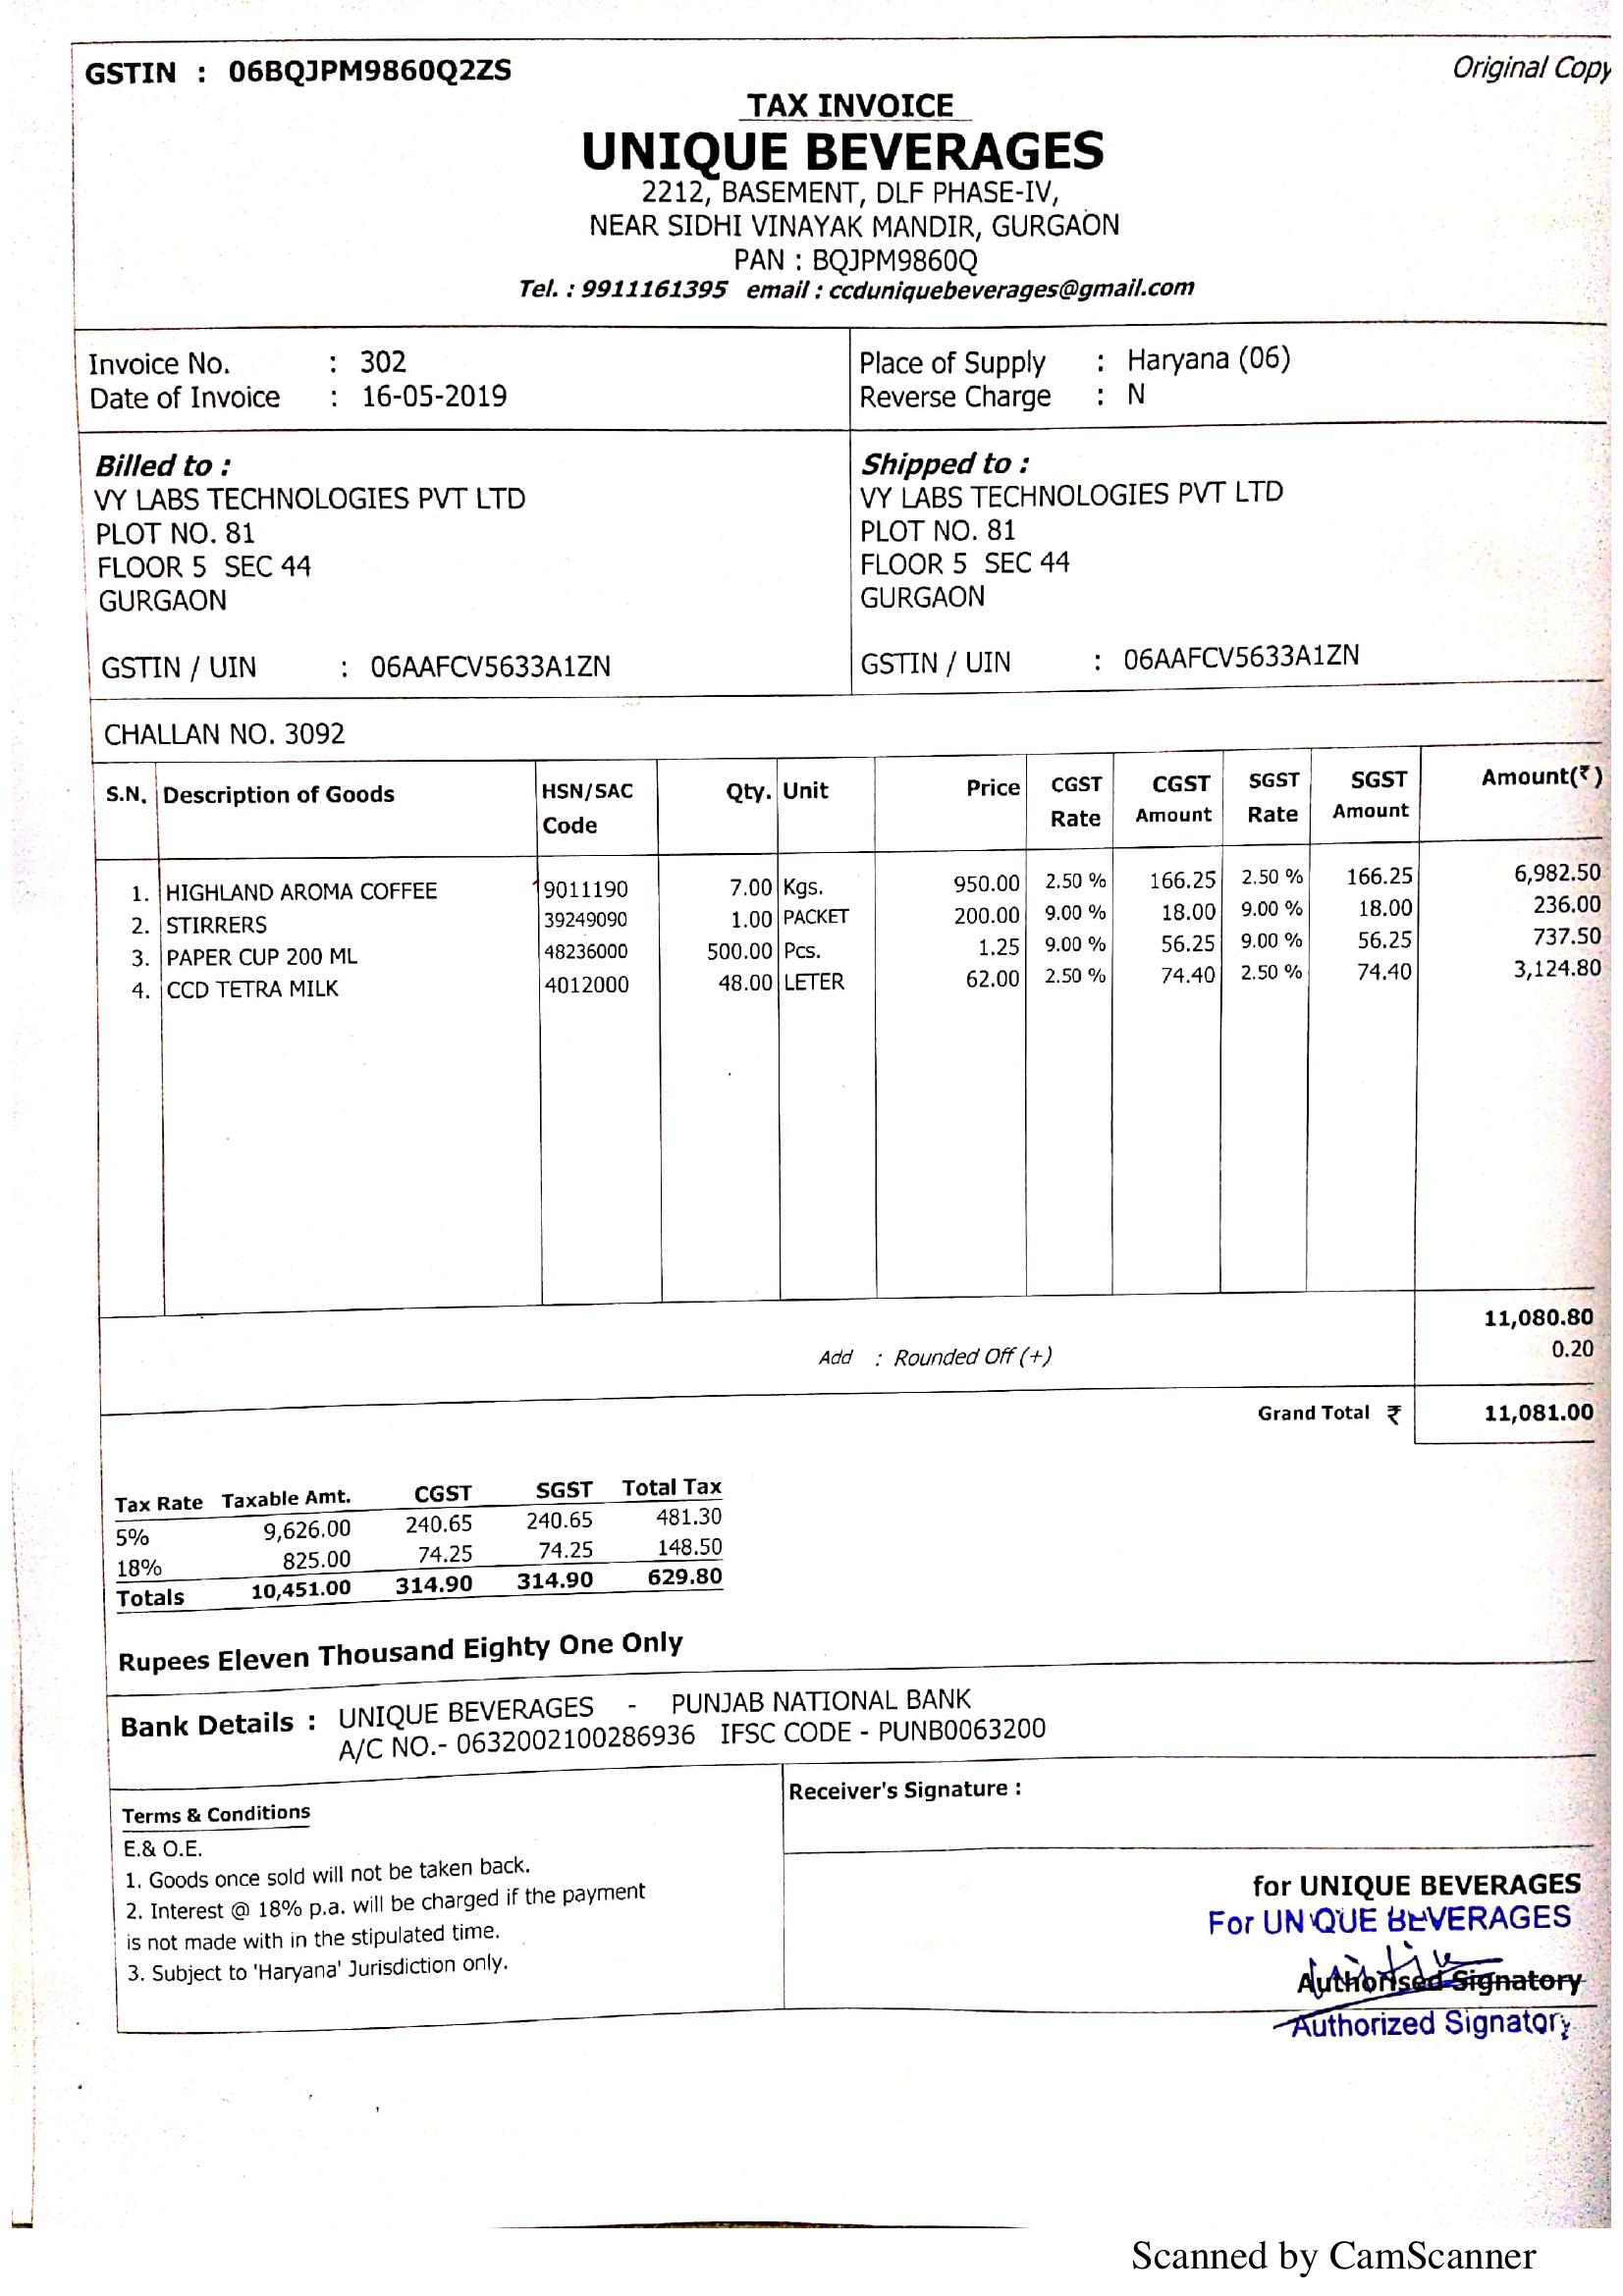 GSTIN : 06BQJPM9860Q2ZS
Original Copy
TAX INVOICE
UNIQUE BEVERAGES
2212, BASEMENT, DLF PHASE-IV,
NEAR SIDHI VINAYAK MANDIR, GURGAON
PAN : BQJPM9860Q
Tel. : 9911161395 email : ccduniquebeverages@gmail.com
Invoice No. : 302
Date of Invoice : 16-05-2019
Place of Supply : Haryana (06)
Reverse Charge : N
Billed to :
VY LABS TECHNOLOGIES PVT LTD
PLOT NO. 81
FLOOR 5 SEC 44
GURGAON
GSTIN / UIN : 06AAFCV5633A1ZN
Shipped to :
VY LABS TECHNOLOGIES PVT LTD
PLOT NO. 81
FLOOR 5 SEC 44
GURGAON
GSTIN / UIN : 06AAFCV5633A1ZN
CHALLAN NO. 3092
S.N. Description of Goods HSN/SAC Code Qty. Unit Price CGST Rate CGST Amount SGST Rate SGST Amount Amount(₹)
1. HIGHLAND AROMA COFFEE 9011190 7.00 Kgs. 950.00 2.50 % 166.25 2.50 % 166.25 6,982.50
2. STIRRERS 39249090 1.00 PACKET 200.00 9.00 % 18.00 9.00 % 18.00 236.00
3. PAPER CUP 200 ML 48236000 500.00 Pcs. 1.25 9.00 % 56.25 9.00 % 56.25 737.50
4. CCD TETRA MILK 4012000 48.00 LETER 62.00 2.50 % 74.40 2.50 % 74.40 3,124.80
11,080.80
Add : Rounded Off (+) 0.20
Grand Total ₹ 11,081.00
Tax Rate Taxable Amt. CGST SGST Total Tax
5% 9,626.00 240.65 240.65 481.30
18% 825.00 74.25 74.25 148.50
Totals 10,451.00 314.90 314.90 629.80
Rupees Eleven Thousand Eighty One Only
Bank Details : UNIQUE BEVERAGES - PUNJAB NATIONAL BANK
A/C NO.- 0632002100286936 IFSC CODE - PUNB0063200
Terms & Conditions
E.& O.E.
1. Goods once sold will not be taken back.
2. Interest @ 18% p.a. will be charged if the payment
is not made with in the stipulated time.
3. Subject to 'Haryana' Jurisdiction only.
Receiver's Signature :
for UNIQUE BEVERAGES
For UNIQUE BEVERAGES
Authorised Signatory
Authorized Signatory
Scanned by CamScanner